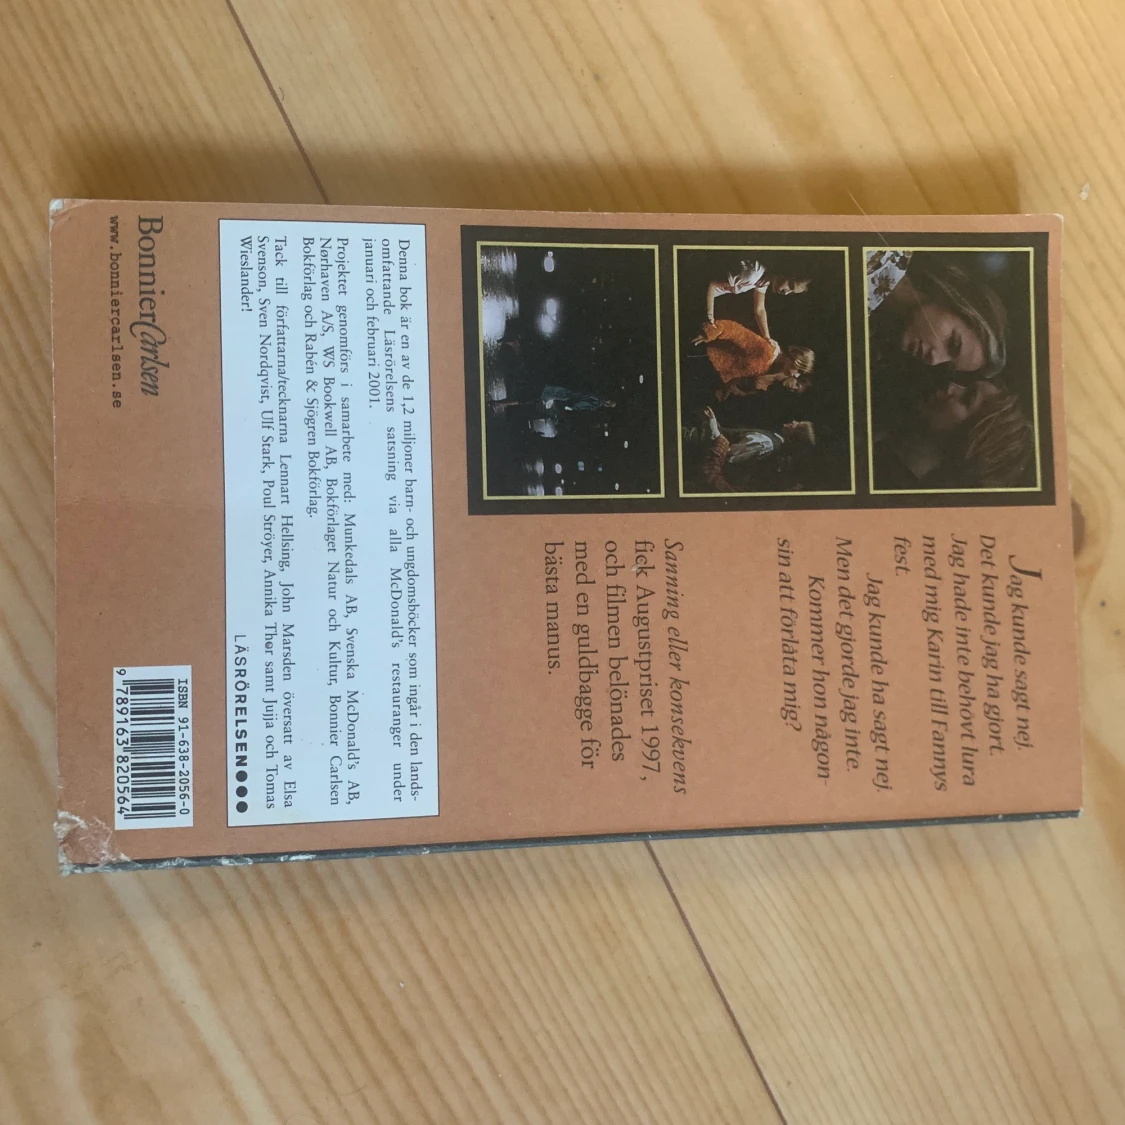 Jag kunde sagt nej.
Det kunde jag ha gjort.
Jag hade inte behövt lura
med mig Karin till Fannys
fest.
Jag kunde ha sagt nej.
Men det gjorde jag inte.
Kommer hon någon-
sin att förlåta mig?
Sanning eller konsekvens
fick Augustpriset 1997,
och filmen belönades
med en guldbagge för
bästa manus.
Denna bok är en av de 1,2 miljoner barn- och ungdomsböcker som ingår i den lands-
omfattande Läsrörelsens satsning via alla McDonald's restauranger under
januari och februari 2001.
Projektet genomförs i samarbete med: Munkedals AB, Svenska McDonald's AB,
Nørhaven A/S, WS Bookwell AB, Bokförlaget Natur och Kultur, Bonnier Carlsen
Bokförlag och Rabén & Sjögren Bokförlag.
Tack till författarna/tecknarna Lennart Hellsing, John Marsden översatt av Elsa
Svenson, Sven Nordqvist, Ulf Stark, Poul Ströyer, Annika Thor samt Jujja och Tomas
Wieslander!
LÄSRÖRELSEN
BonnierCarlsen
www.bonniercarlsen.se
ISBN 91-638-2056-0
9 789163 820564